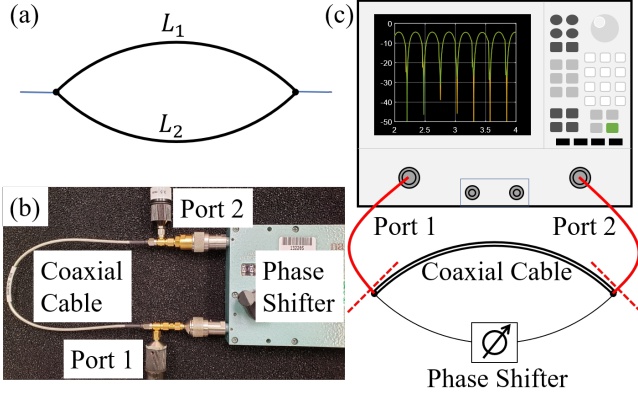 (a)
L₁
L₂
(b)
Port 2
Coaxial
Cable
Phase
Shifter
Port 1
(c)
0
-10
-20
-30
-40
-50
2
2.5
3
3.5
4
Port 1
Port 2
Coaxial Cable
Phase Shifter